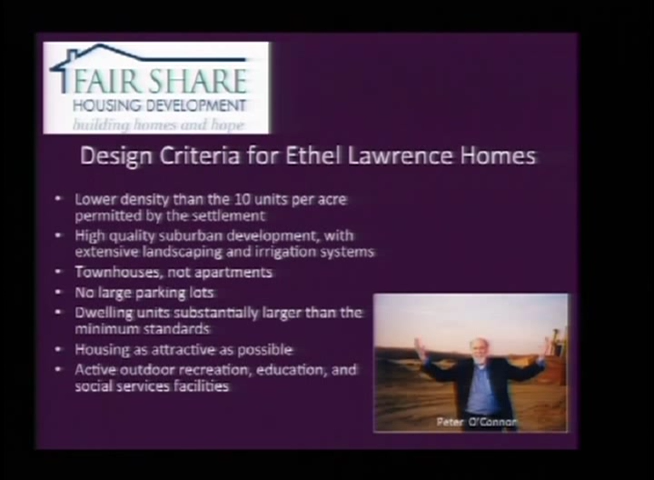 FAIR SHARE
HOUSING DEVELOPMENT
building homes and hope
Design Criteria for Ethel Lawrence Homes
• Lower density than the 10 units per acre
permitted by the settlement
• High quality suburban development, with
extensive landscaping and irrigation systems
• Townhouses, not apartments
• No large parking lots
• Dwelling units substantially larger than the
minimum standards
• Housing as attractive as possible
• Active outdoor recreation, education, and
social services facilities
Peter O'Connor